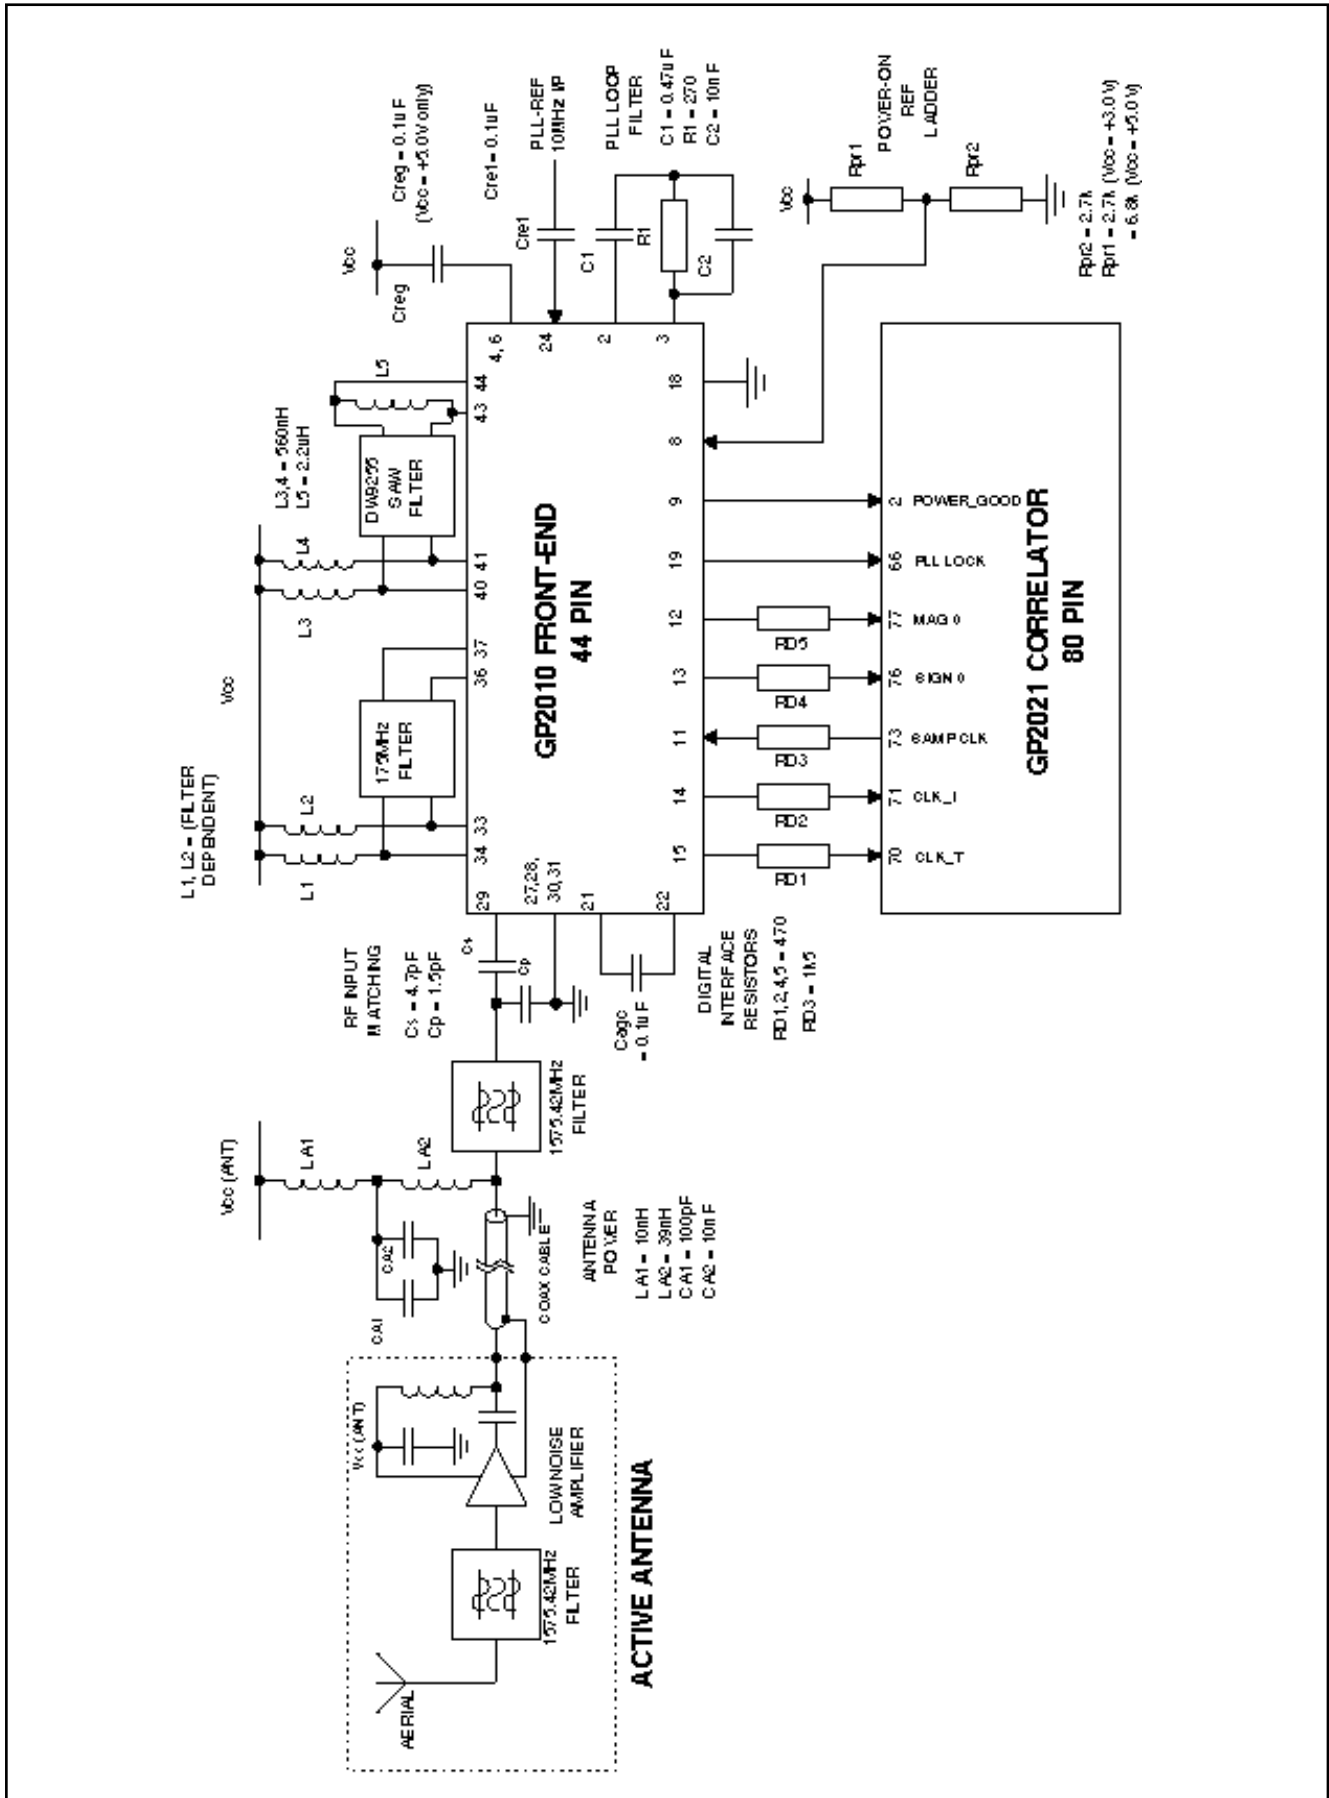 L1, L2 = (FILTER
DEPENDENT)
Vcc
L1
L2
L3
L4
L3,4 = 560nH
L5 = 2.2uH
L5
175MHz
FILTER
DW9255
SAW
FILTER
Vcc
Creg
Creg = 0.1uF
(Vcc = +5.0V only)
Cre1 = 0.1uF
Cre1
PLL-REF
10MHz I/P
PLL LOOP
FILTER
C1 = 0.47uF
R1 = 270
C2 = 10nF
C1
R1
C2
Vcc
Rpr1
POWER-ON
REF
LADDER
Rpr2
Rpr2 = 2.7k
Rpr1 = 2.7k (Vcc = +3.0V)
= 6.8k (Vcc = +5.0V)
34
33
36
37
40
41
43
44
29
27,28,
30,31
21
22
4, 6
24
2
3
GP2010 FRONT-END
44 PIN
15
14
11
13
12
19
9
8
18
RF INPUT
MATCHING
Cs = 4.7pF
Cp = 1.5pF
Cs
Cp
Cagc
= 0.1uF
DIGITAL
INTERFACE
RESISTORS
RD1,2,4,5 = 470
RD3 = 1k5
RD1
RD2
RD3
RD4
RD5
70
71
73
76
77
66
2
CLK_T
CLK_I
SAMPCLK
SIGN 0
MAG 0
PLL LOCK
POWER_GOOD
GP2021 CORRELATOR
80 PIN
Vcc (ANT)
LA1
LA2
CA1
CA2
1575.42MHz
FILTER
COAX CABLE
ANTENNA
POWER
LA1 = 10nH
LA2 = 39nH
CA1 = 100pF
CA2 = 10nF
Vcc (ANT)
LOW NOISE
AMPLIFIER
1575.42MHz
FILTER
AERIAL
ACTIVE ANTENNA